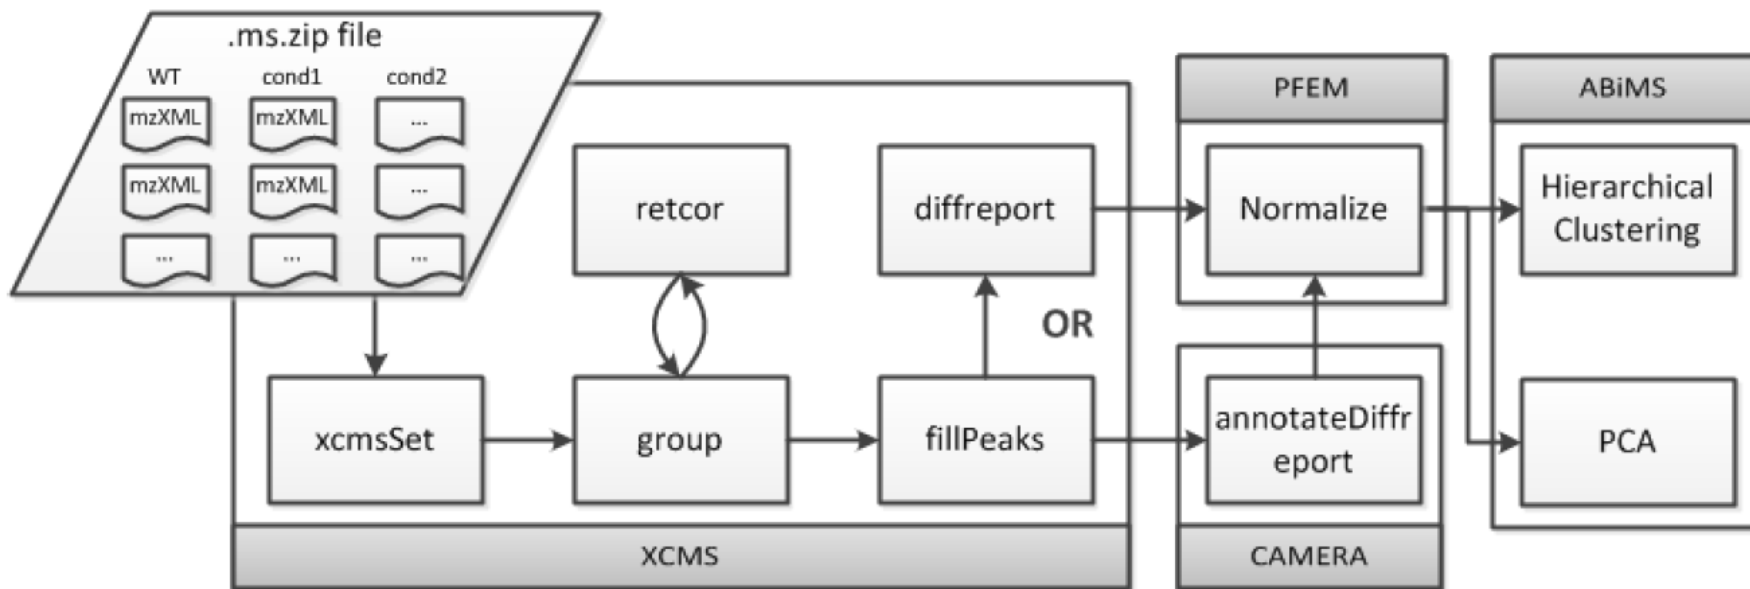 .ms.zip file
WT cond1 cond2
mzXML mzXML ...
mzXML mzXML ...
... ... ...
PFEM
ABiMS
retcor
diffreport
Normalize
Hierarchical
Clustering
OR
xcmsSet
group
fillPeaks
annotateDiffr
eport
PCA
XCMS
CAMERA